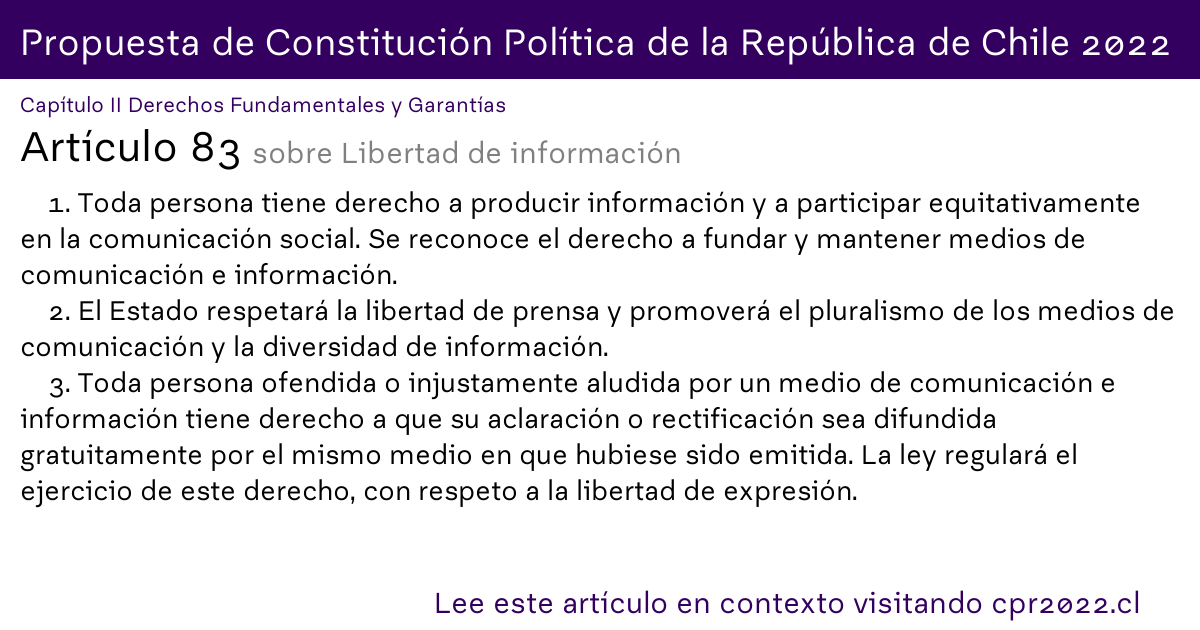 Propuesta de Constitución Política de la República de Chile 2022
Capítulo II Derechos Fundamentales y Garantías
Artículo 83 sobre Libertad de información
1. Toda persona tiene derecho a producir información y a participar equitativamente
en la comunicación social. Se reconoce el derecho a fundar y mantener medios de
comunicación e información.
2. El Estado respetará la libertad de prensa y promoverá el pluralismo de los medios de
comunicación y la diversidad de información.
3. Toda persona ofendida o injustamente aludida por un medio de comunicación e
información tiene derecho a que su aclaración o rectificación sea difundida
gratuitamente por el mismo medio en que hubiese sido emitida. La ley regulará el
ejercicio de este derecho, con respeto a la libertad de expresión.
Lee este artículo en contexto visitando cpr2022.cl